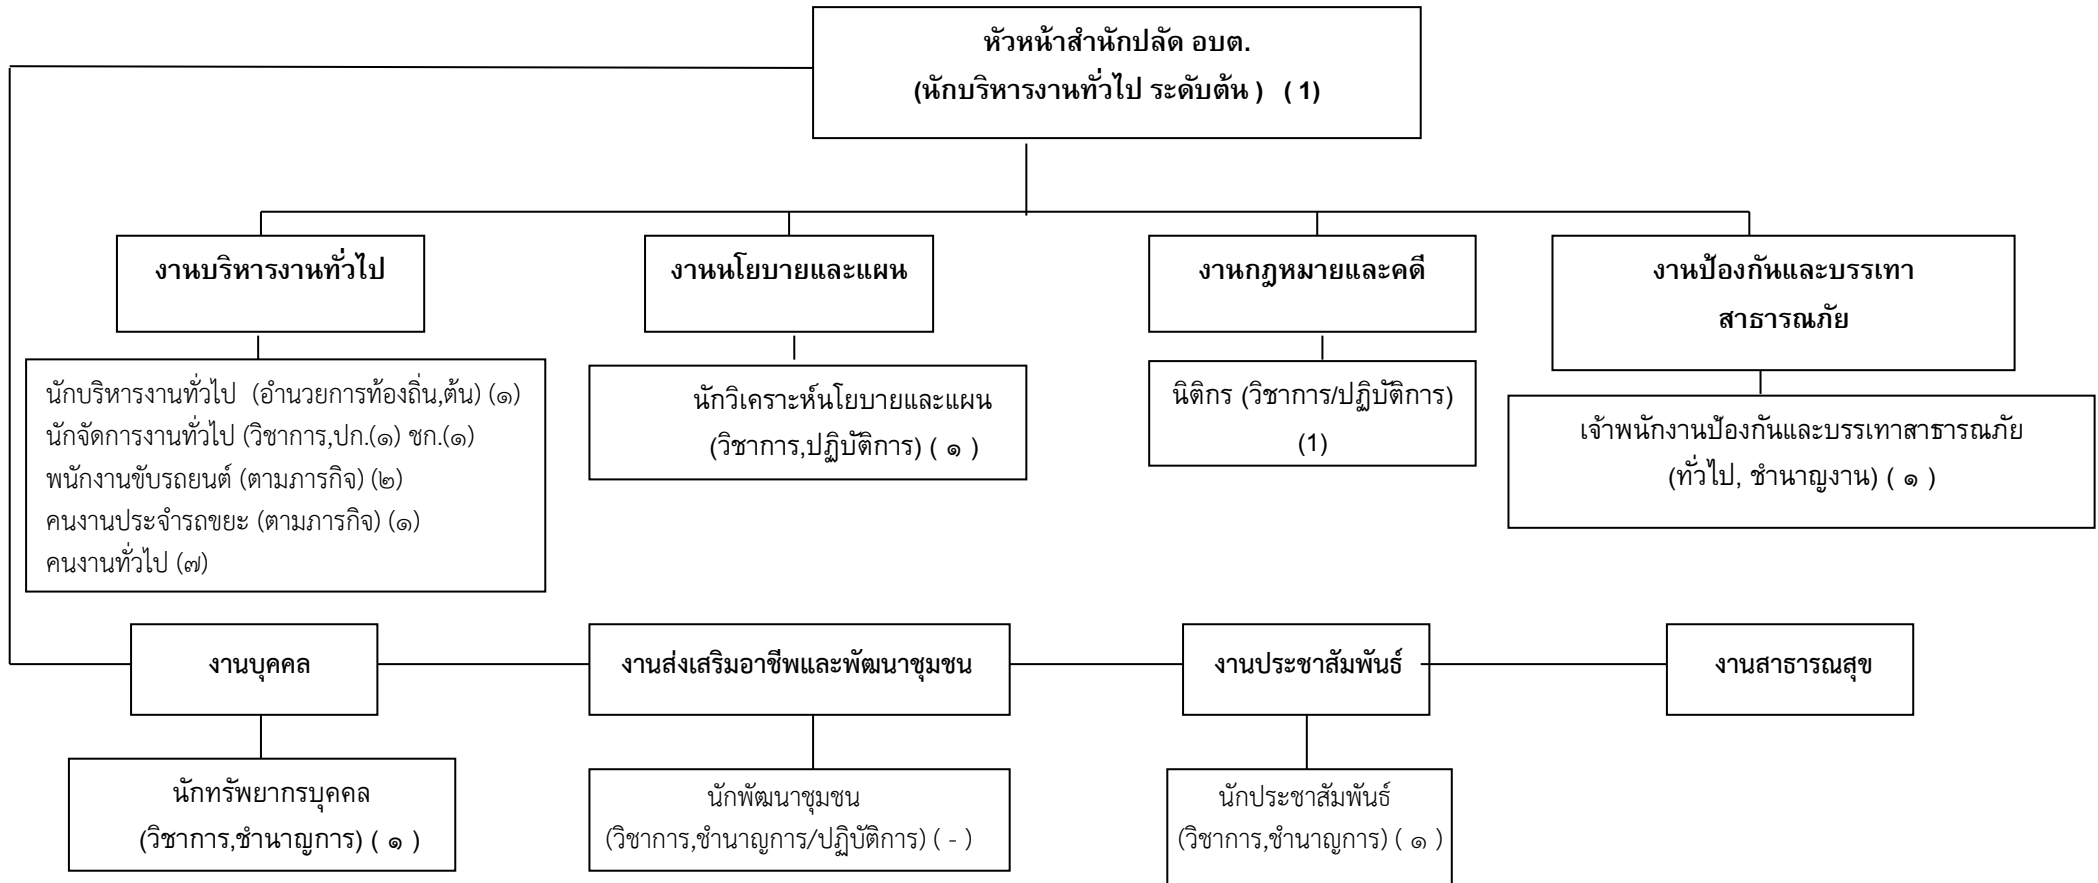 หัวหน้าสำนักปลัด อบต.
(นักบริหารงานทั่วไป ระดับต้น ) ( 1)
งานบริหารงานทั่วไป
งานนโยบายและแผน
งานกฎหมายและคดี
งานป้องกันและบรรเทา
สาธารณภัย
นักบริหารงานทั่วไป (อำนวยการท้องถิ่น,ต้น) (๑)
นักจัดการงานทั่วไป (วิชาการ,ปก.(๑) ชก.(๑)
พนักงานขับรถยนต์ (ตามภารกิจ) (๒)
คนงานประจำรถขยะ (ตามภารกิจ) (๑)
คนงานทั่วไป (๗)
นักวิเคราะห์นโยบายและแผน
(วิชาการ,ปฏิบัติการ) ( ๑ )
นิติกร (วิชาการ/ปฏิบัติการ)
(1)
เจ้าพนักงานป้องกันและบรรเทาสาธารณภัย
(ทั่วไป, ชำนาญงาน) ( ๑ )
งานบุคคล
งานส่งเสริมอาชีพและพัฒนาชุมชน
งานประชาสัมพันธ์
งานสาธารณสุข
นักทรัพยากรบุคคล
(วิชาการ,ชำนาญการ) ( ๑ )
นักพัฒนาชุมชน
(วิชาการ,ชำนาญการ/ปฏิบัติการ) ( - )
นักประชาสัมพันธ์
(วิชาการ,ชำนาญการ) ( ๑ )